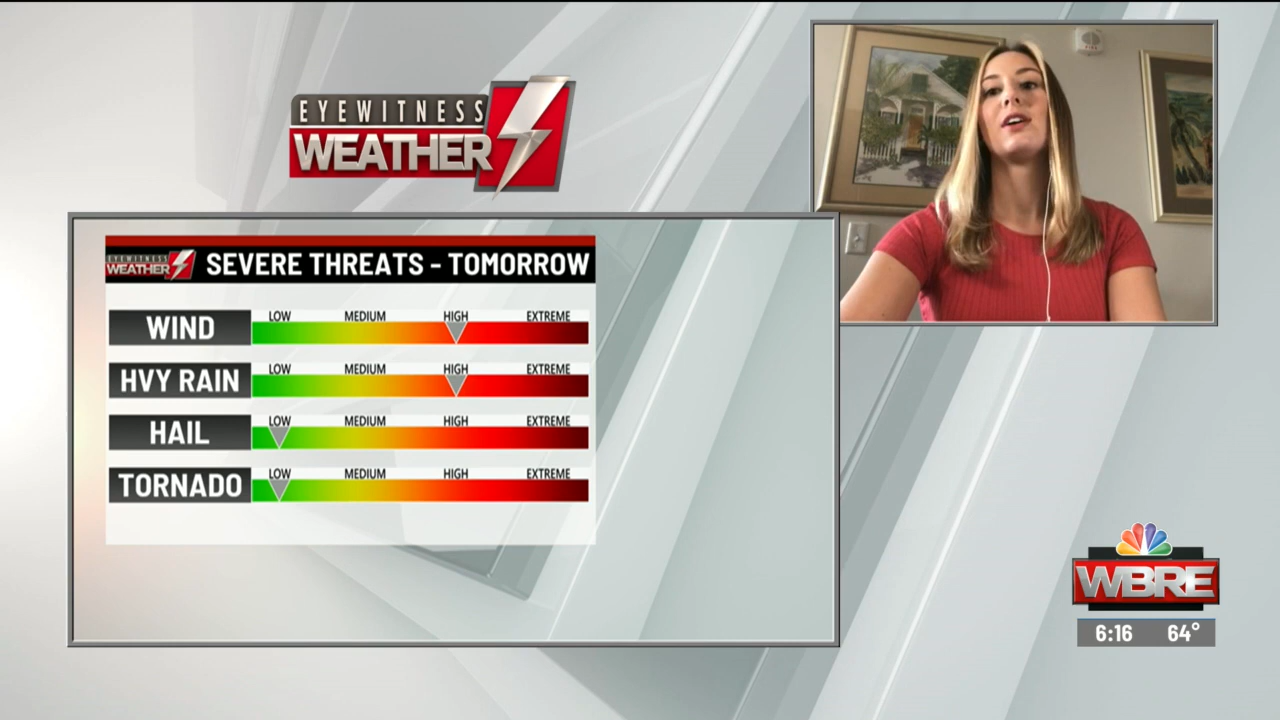 EYEWITNESS
WEATHER
EYEWITNESS
WEATHER
SEVERE THREATS - TOMORROW
WIND
LOW MEDIUM HIGH EXTREME
HVY RAIN
LOW MEDIUM HIGH EXTREME
HAIL
LOW MEDIUM HIGH EXTREME
TORNADO
LOW MEDIUM HIGH EXTREME
WBRE
6:16 64°